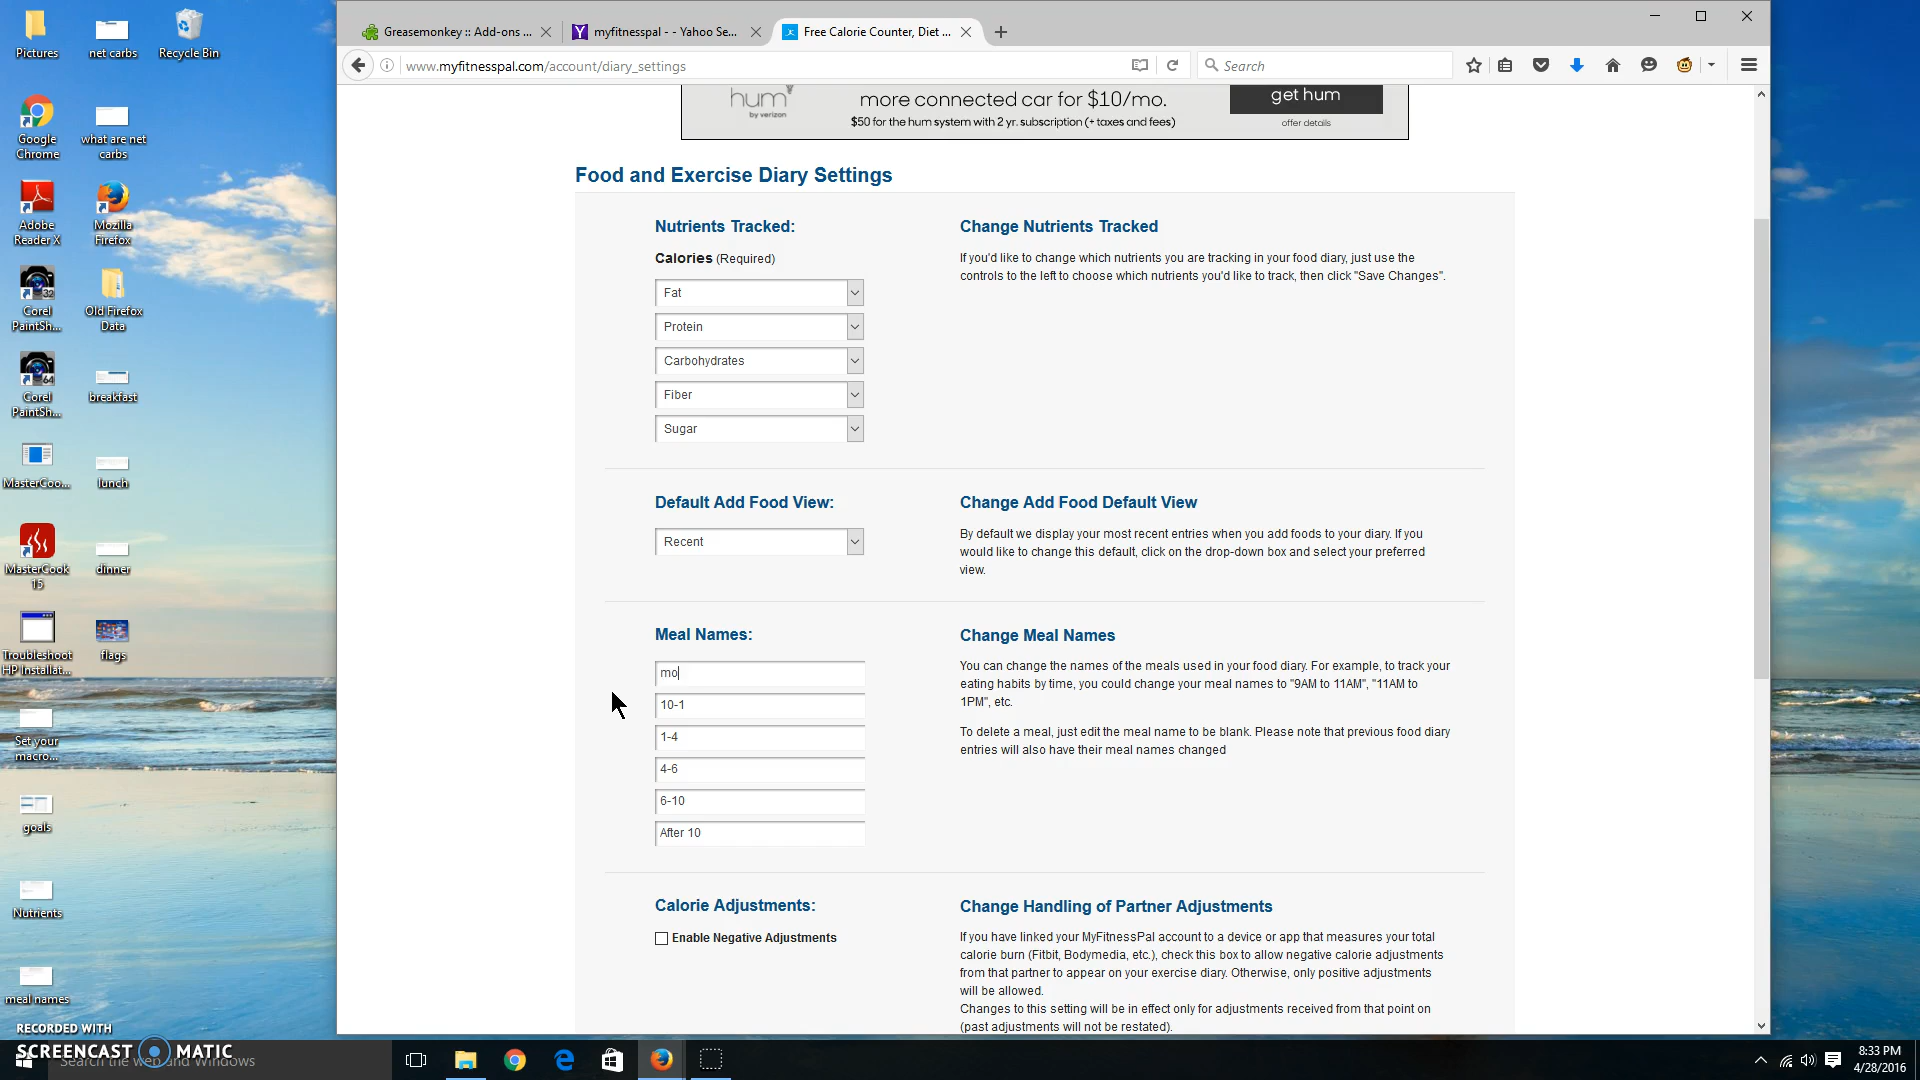 Pictures
net carbs
Recycle Bin
Google Chrome
what are net carbs
Adobe Reader X
Mozilla Firefox
32
Corel PaintSh...
Old Firefox Data
64
Corel PaintSh...
breakfast
MasterCoo...
lunch
MasterCook 15
dinner
Troubleshoot HP Installat...
flags
Set your macro...
goals
Nutrients
meal names
RECORDED WITH
SCREENCAST MATIC
Greasemonkey :: Add-ons ...
myfitnesspal - - Yahoo Se...
Free Calorie Counter, Diet ...
www.myfitnesspal.com/account/diary_settings
Search
hum
by verizon
more connected car for $10/mo.
$50 for the hum system with 2 yr. subscription (+ taxes and fees)
get hum
offer details
Food and Exercise Diary Settings
Nutrients Tracked:
Calories (Required)
Fat
Protein
Carbohydrates
Fiber
Sugar
Change Nutrients Tracked
If you'd like to change which nutrients you are tracking in your food diary, just use the
controls to the left to choose which nutrients you'd like to track, then click "Save Changes".
Default Add Food View:
Recent
Change Add Food Default View
By default we display your most recent entries when you add foods to your diary. If you
would like to change this default, click on the drop-down box and select your preferred
view.
Meal Names:
mo
10-1
1-4
4-6
6-10
After 10
Change Meal Names
You can change the names of the meals used in your food diary. For example, to track your
eating habits by time, you could change your meal names to "9AM to 11AM", "11AM to
1PM", etc.
To delete a meal, just edit the meal name to be blank. Please note that previous food diary
entries will also have their meal names changed
Calorie Adjustments:
Enable Negative Adjustments
Change Handling of Partner Adjustments
If you have linked your MyFitnessPal account to a device or app that measures your total
calorie burn (Fitbit, Bodymedia, etc.), check this box to allow negative calorie adjustments
from that partner to appear on your exercise diary. Otherwise, only positive adjustments
will be allowed.
Changes to this setting will be in effect only for adjustments received from that point on
(past adjustments will not be restated).
Search the web and Windows
8:33 PM
4/28/2016